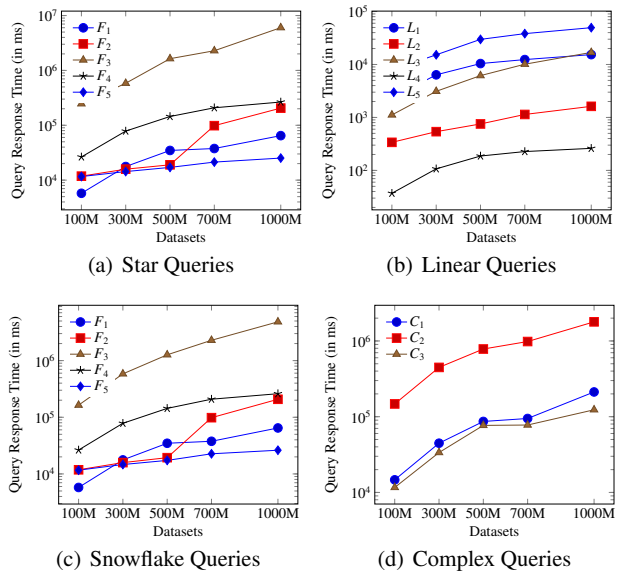 10^7
10^6
10^5
10^4
Query Response Time (in ms)
F1
F2
F3
F4
F5
100M 300M 500M 700M 1000M
Datasets
(a) Star Queries
10^5
10^4
10^3
10^2
Query Response Time (in ms)
L1
L2
L3
L4
L5
100M 300M 500M 700M 1000M
Datasets
(b) Linear Queries
10^6
10^5
10^4
Query Response Time (in ms)
F1
F2
F3
F4
F5
100M 300M 500M 700M 1000M
Datasets
(c) Snowflake Queries
10^6
10^5
10^4
Query Response Time (in ms)
C1
C2
C3
100M 300M 500M 700M 1000M
Datasets
(d) Complex Queries